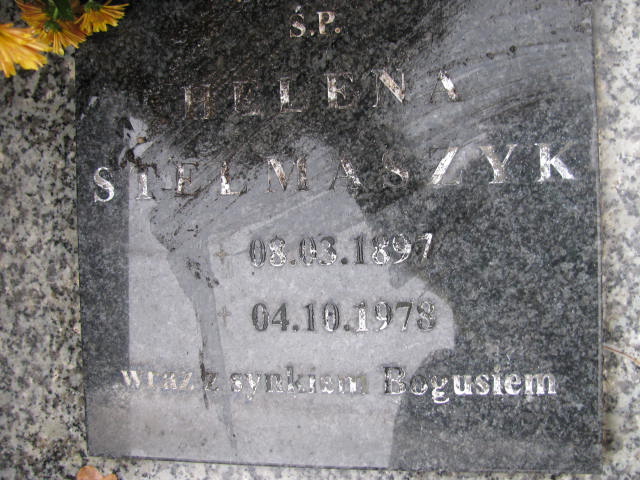 Ś.P.
HELENA
STELMASZYK
08.03.1897
† 04.10.1978
wraz z synkiem Bogusiem